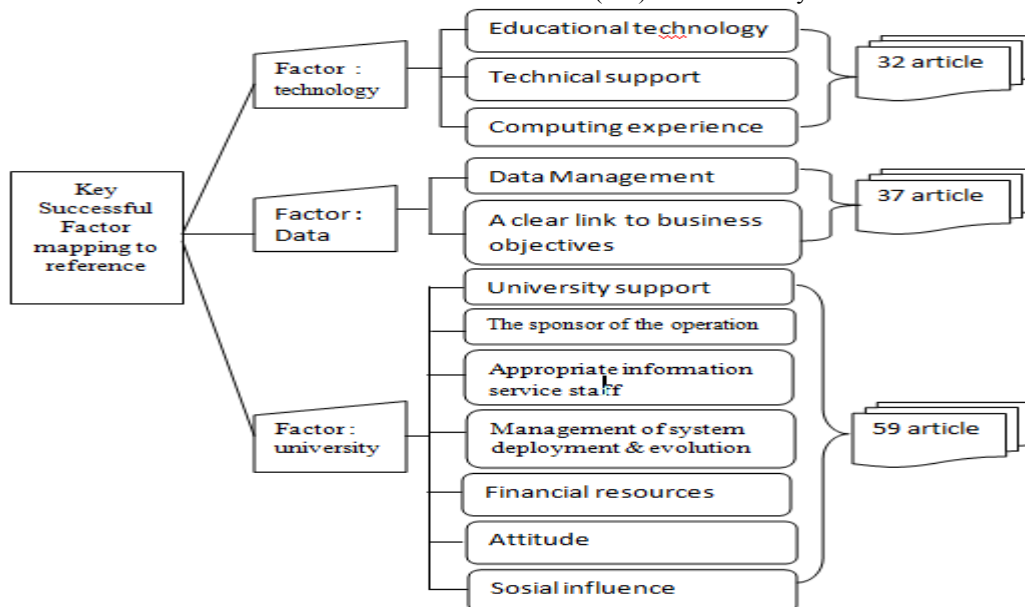 Key
Successful
Factor
mapping to
reference
Factor :
technology
Educational technology
Technical support
Computing experience
32 article
Factor :
Data
Data Management
A clear link to business
objectives
37 article
Factor :
university
University support
The sponsor of the operation
Appropriate information
service staff
Management of system
deployment & evolution
Financial resources
Attitude
Sosial influence
59 article